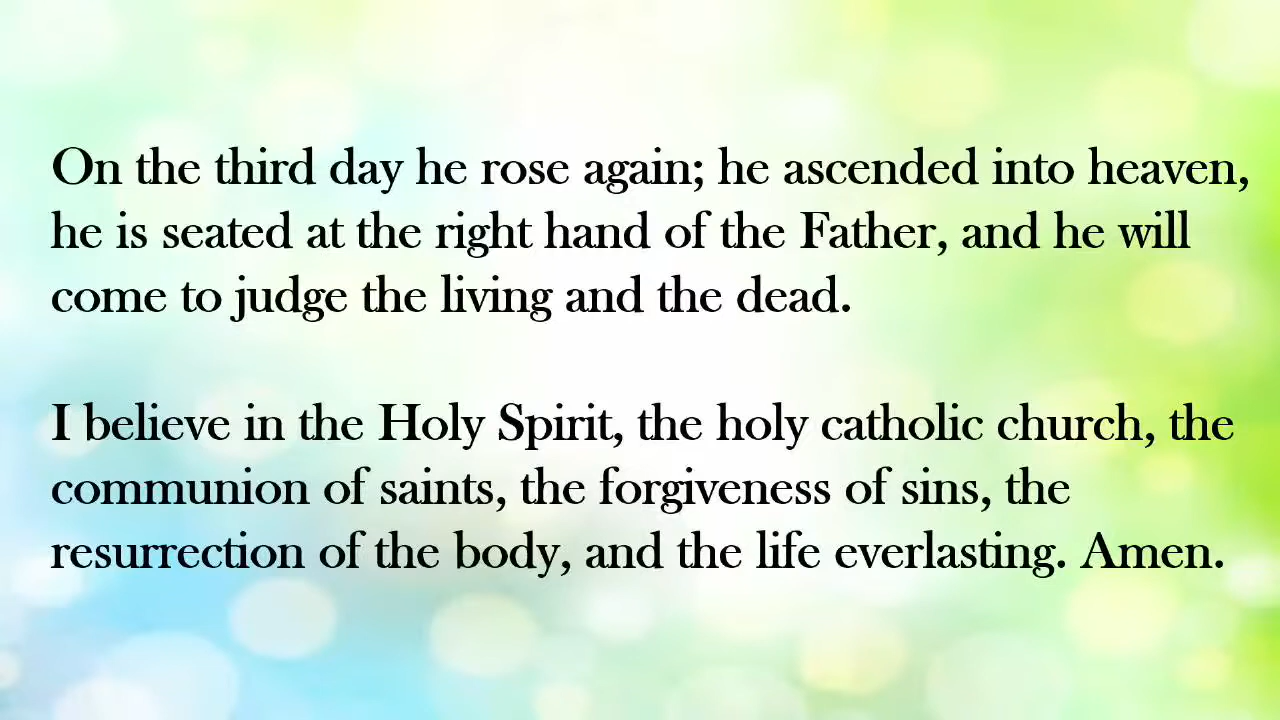 On the third day he rose again; he ascended into heaven,
he is seated at the right hand of the Father, and he will
come to judge the living and the dead.
I believe in the Holy Spirit, the holy catholic church, the
communion of saints, the forgiveness of sins, the
resurrection of the body, and the life everlasting. Amen.